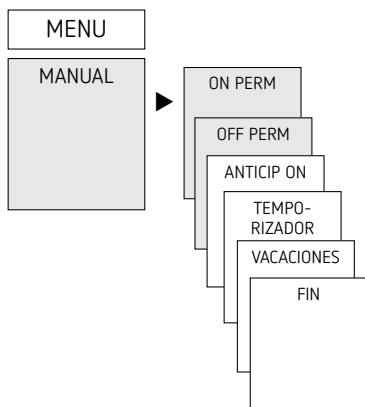 MENU
MANUAL
ON PERM
OFF PERM
ANTICIP ON
TEMPO-
RIZADOR
VACACIONES
FIN